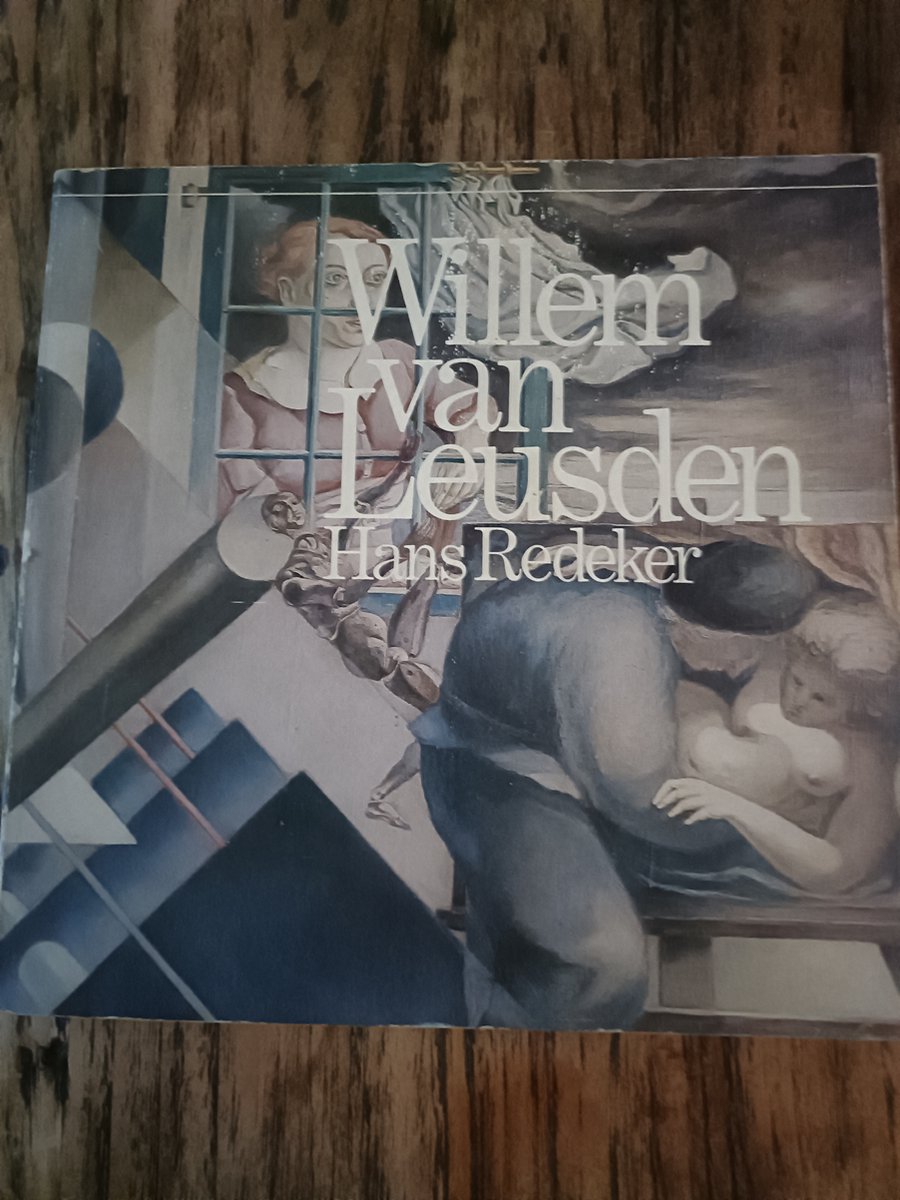 Willem
van
Leusden
Hans Redeker